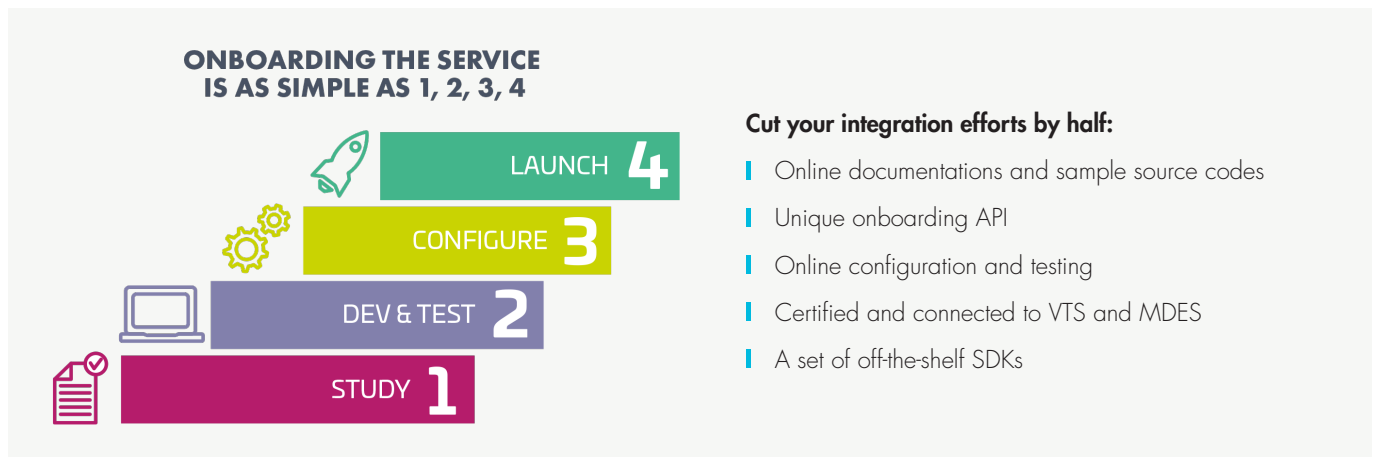 ONBOARDING THE SERVICE
IS AS SIMPLE AS 1, 2, 3, 4
LAUNCH 4
CONFIGURE 3
DEV & TEST 2
STUDY 1
Cut your integration efforts by half:
Online documentations and sample source codes
Unique onboarding API
Online configuration and testing
Certified and connected to VTS and MDES
A set of off-the-shelf SDKs